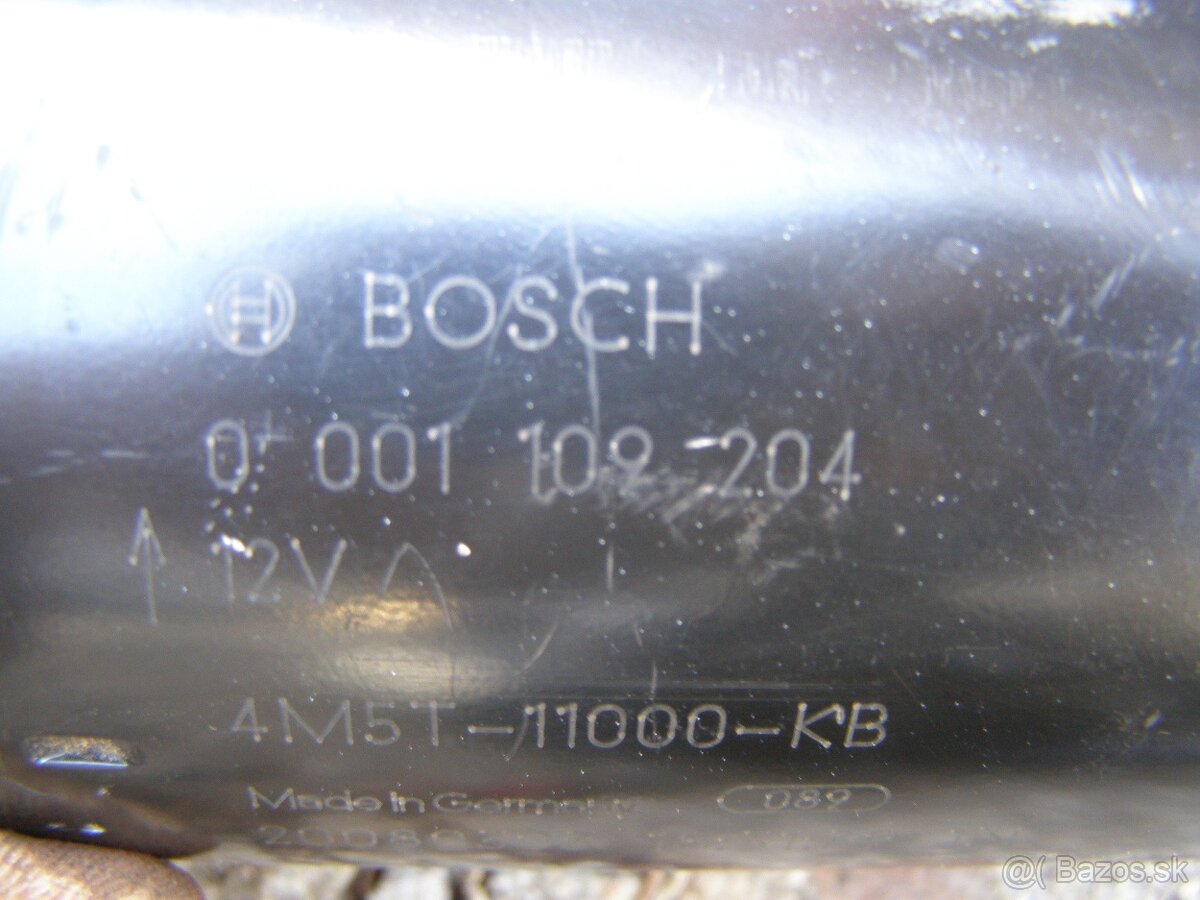 BOSCH
0 001 109 204
12V
4M5T-11000-KB
Made in Germany
089
@( Bazos.sk